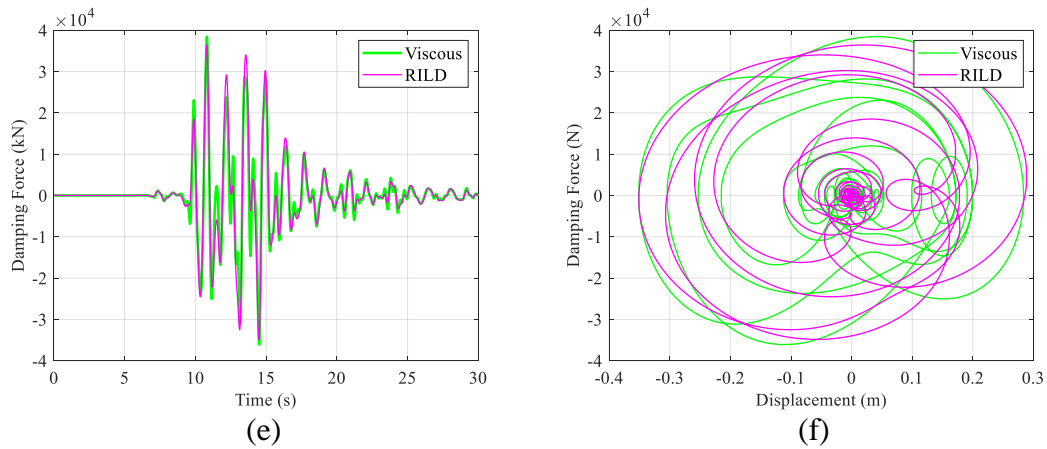 ×10⁴
4
3
2
1
0
-1
-2
-3
-4
Damping Force (kN)
Viscous
RILD
0 5 10 15 20 25 30
Time (s)
(e)
×10⁴
4
3
2
1
0
-1
-2
-3
-4
Damping Force (N)
Viscous
RILD
-0.4 -0.3 -0.2 -0.1 0 0.1 0.2 0.3
Displacement (m)
(f)